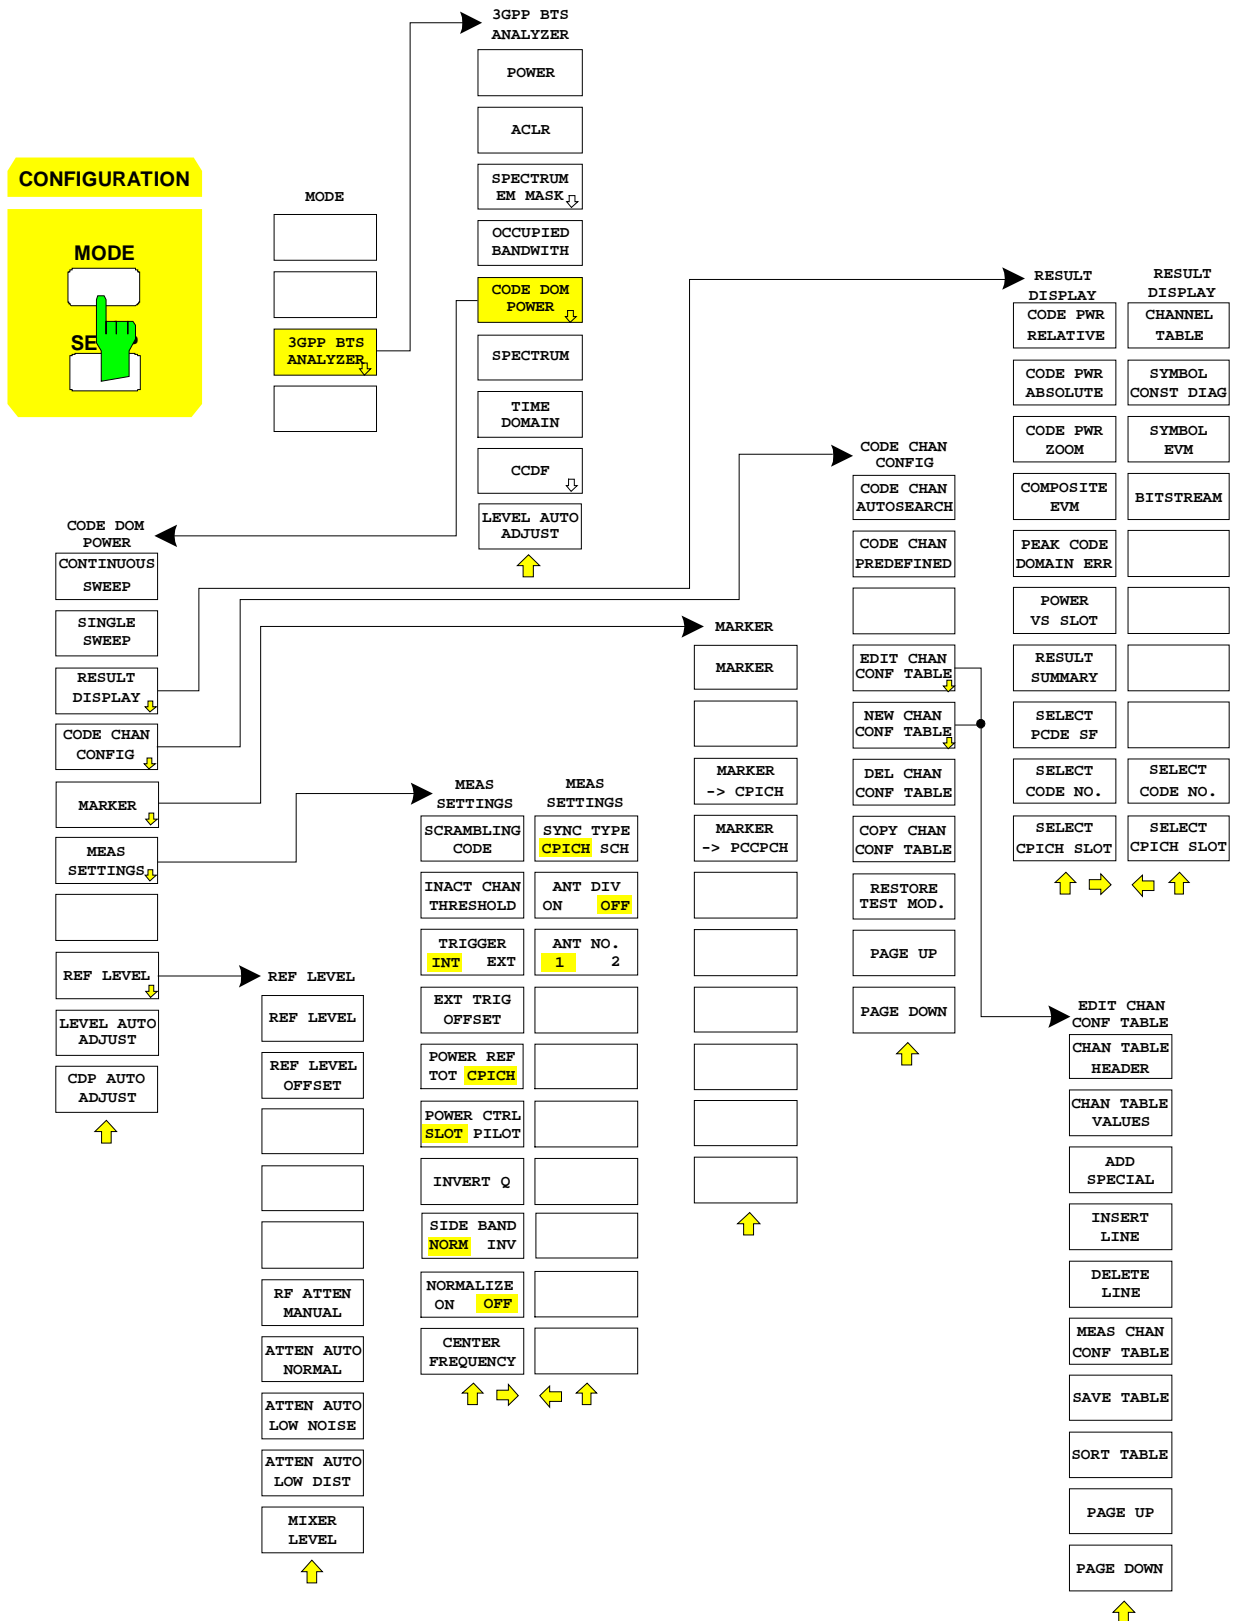 CONFIGURATION
MODE
SE P
MODE
3GPP BTS
ANALYZER
3GPP BTS
ANALYZER
POWER
ACLR
SPECTRUM
EM MASK
OCCUPIED
BANDWITH
CODE DOM
POWER
SPECTRUM
TIME
DOMAIN
CCDF
LEVEL AUTO
ADJUST
CODE DOM
POWER
CONTINUOUS
SWEEP
SINGLE
SWEEP
RESULT
DISPLAY
CODE CHAN
CONFIG
MARKER
MEAS
SETTINGS
REF LEVEL
LEVEL AUTO
ADJUST
CDP AUTO
ADJUST
REF LEVEL
REF LEVEL
REF LEVEL
OFFSET
RF ATTEN
MANUAL
ATTEN AUTO
NORMAL
ATTEN AUTO
LOW NOISE
ATTEN AUTO
LOW DIST
MIXER
LEVEL
MEAS
SETTINGS
SCRAMBLING
CODE
INACT CHAN
THRESHOLD
TRIGGER
INT EXT
EXT TRIG
OFFSET
POWER REF
TOT CPICH
POWER CTRL
SLOT PILOT
INVERT Q
SIDE BAND
NORM INV
NORMALIZE
ON OFF
CENTER
FREQUENCY
MEAS
SETTINGS
SYNC TYPE
CPICH SCH
ANT DIV
ON OFF
ANT NO.
1 2
MARKER
MARKER
MARKER
-> CPICH
MARKER
-> PCCPCH
CODE CHAN
CONFIG
CODE CHAN
AUTOSEARCH
CODE CHAN
PREDEFINED
EDIT CHAN
CONF TABLE
NEW CHAN
CONF TABLE
DEL CHAN
CONF TABLE
COPY CHAN
CONF TABLE
RESTORE
TEST MOD.
PAGE UP
PAGE DOWN
RESULT
DISPLAY
CODE PWR
RELATIVE
CODE PWR
ABSOLUTE
CODE PWR
ZOOM
COMPOSITE
EVM
PEAK CODE
DOMAIN ERR
POWER
VS SLOT
RESULT
SUMMARY
SELECT
PCDE SF
SELECT
CODE NO.
SELECT
CPICH SLOT
RESULT
DISPLAY
CHANNEL
TABLE
SYMBOL
CONST DIAG
SYMBOL
EVM
BITSTREAM
SELECT
CODE NO.
SELECT
CPICH SLOT
EDIT CHAN
CONF TABLE
CHAN TABLE
HEADER
CHAN TABLE
VALUES
ADD
SPECIAL
INSERT
LINE
DELETE
LINE
MEAS CHAN
CONF TABLE
SAVE TABLE
SORT TABLE
PAGE UP
PAGE DOWN